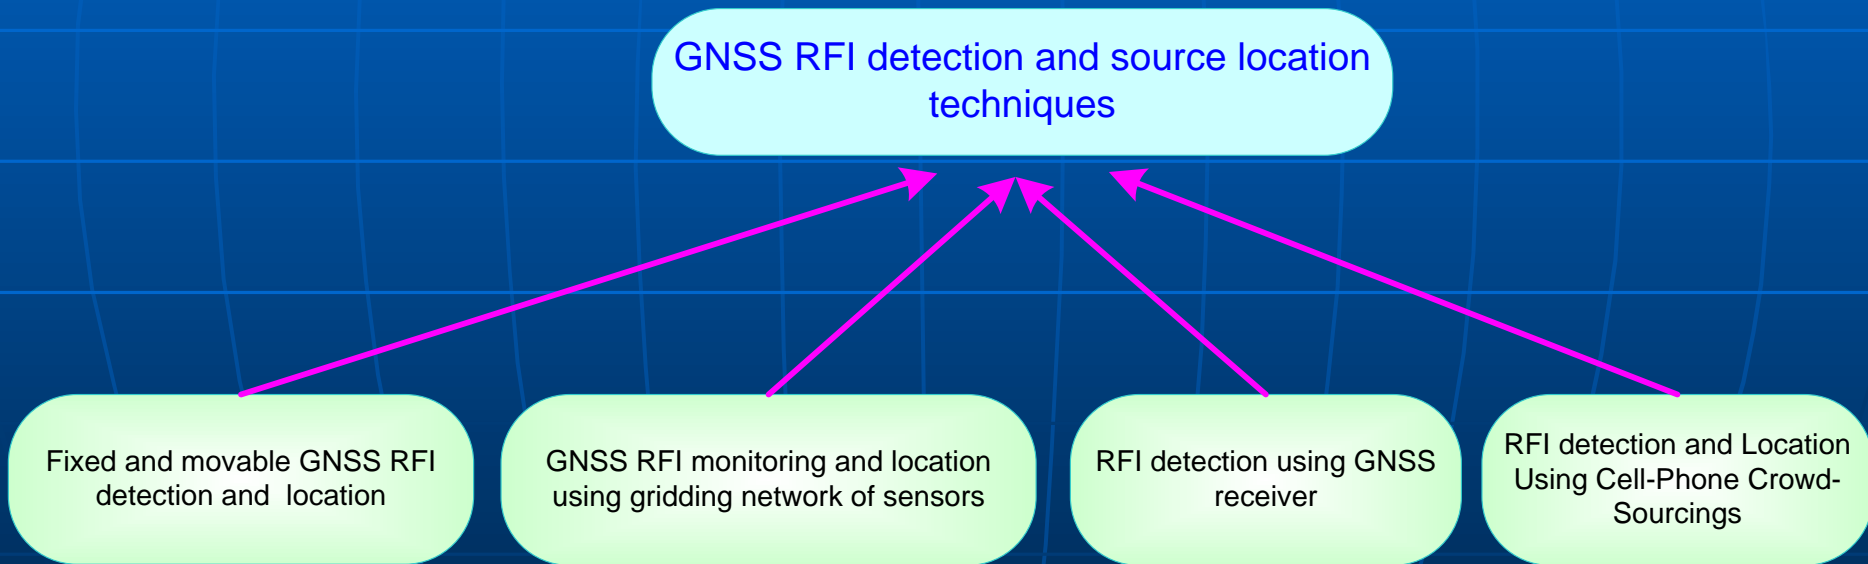 GNSS RFI detection and source location
techniques
Fixed and movable GNSS RFI
detection and location
GNSS RFI monitoring and location
using gridding network of sensors
RFI detection using GNSS
receiver
RFI detection and Location
Using Cell-Phone Crowd-
Sourcings